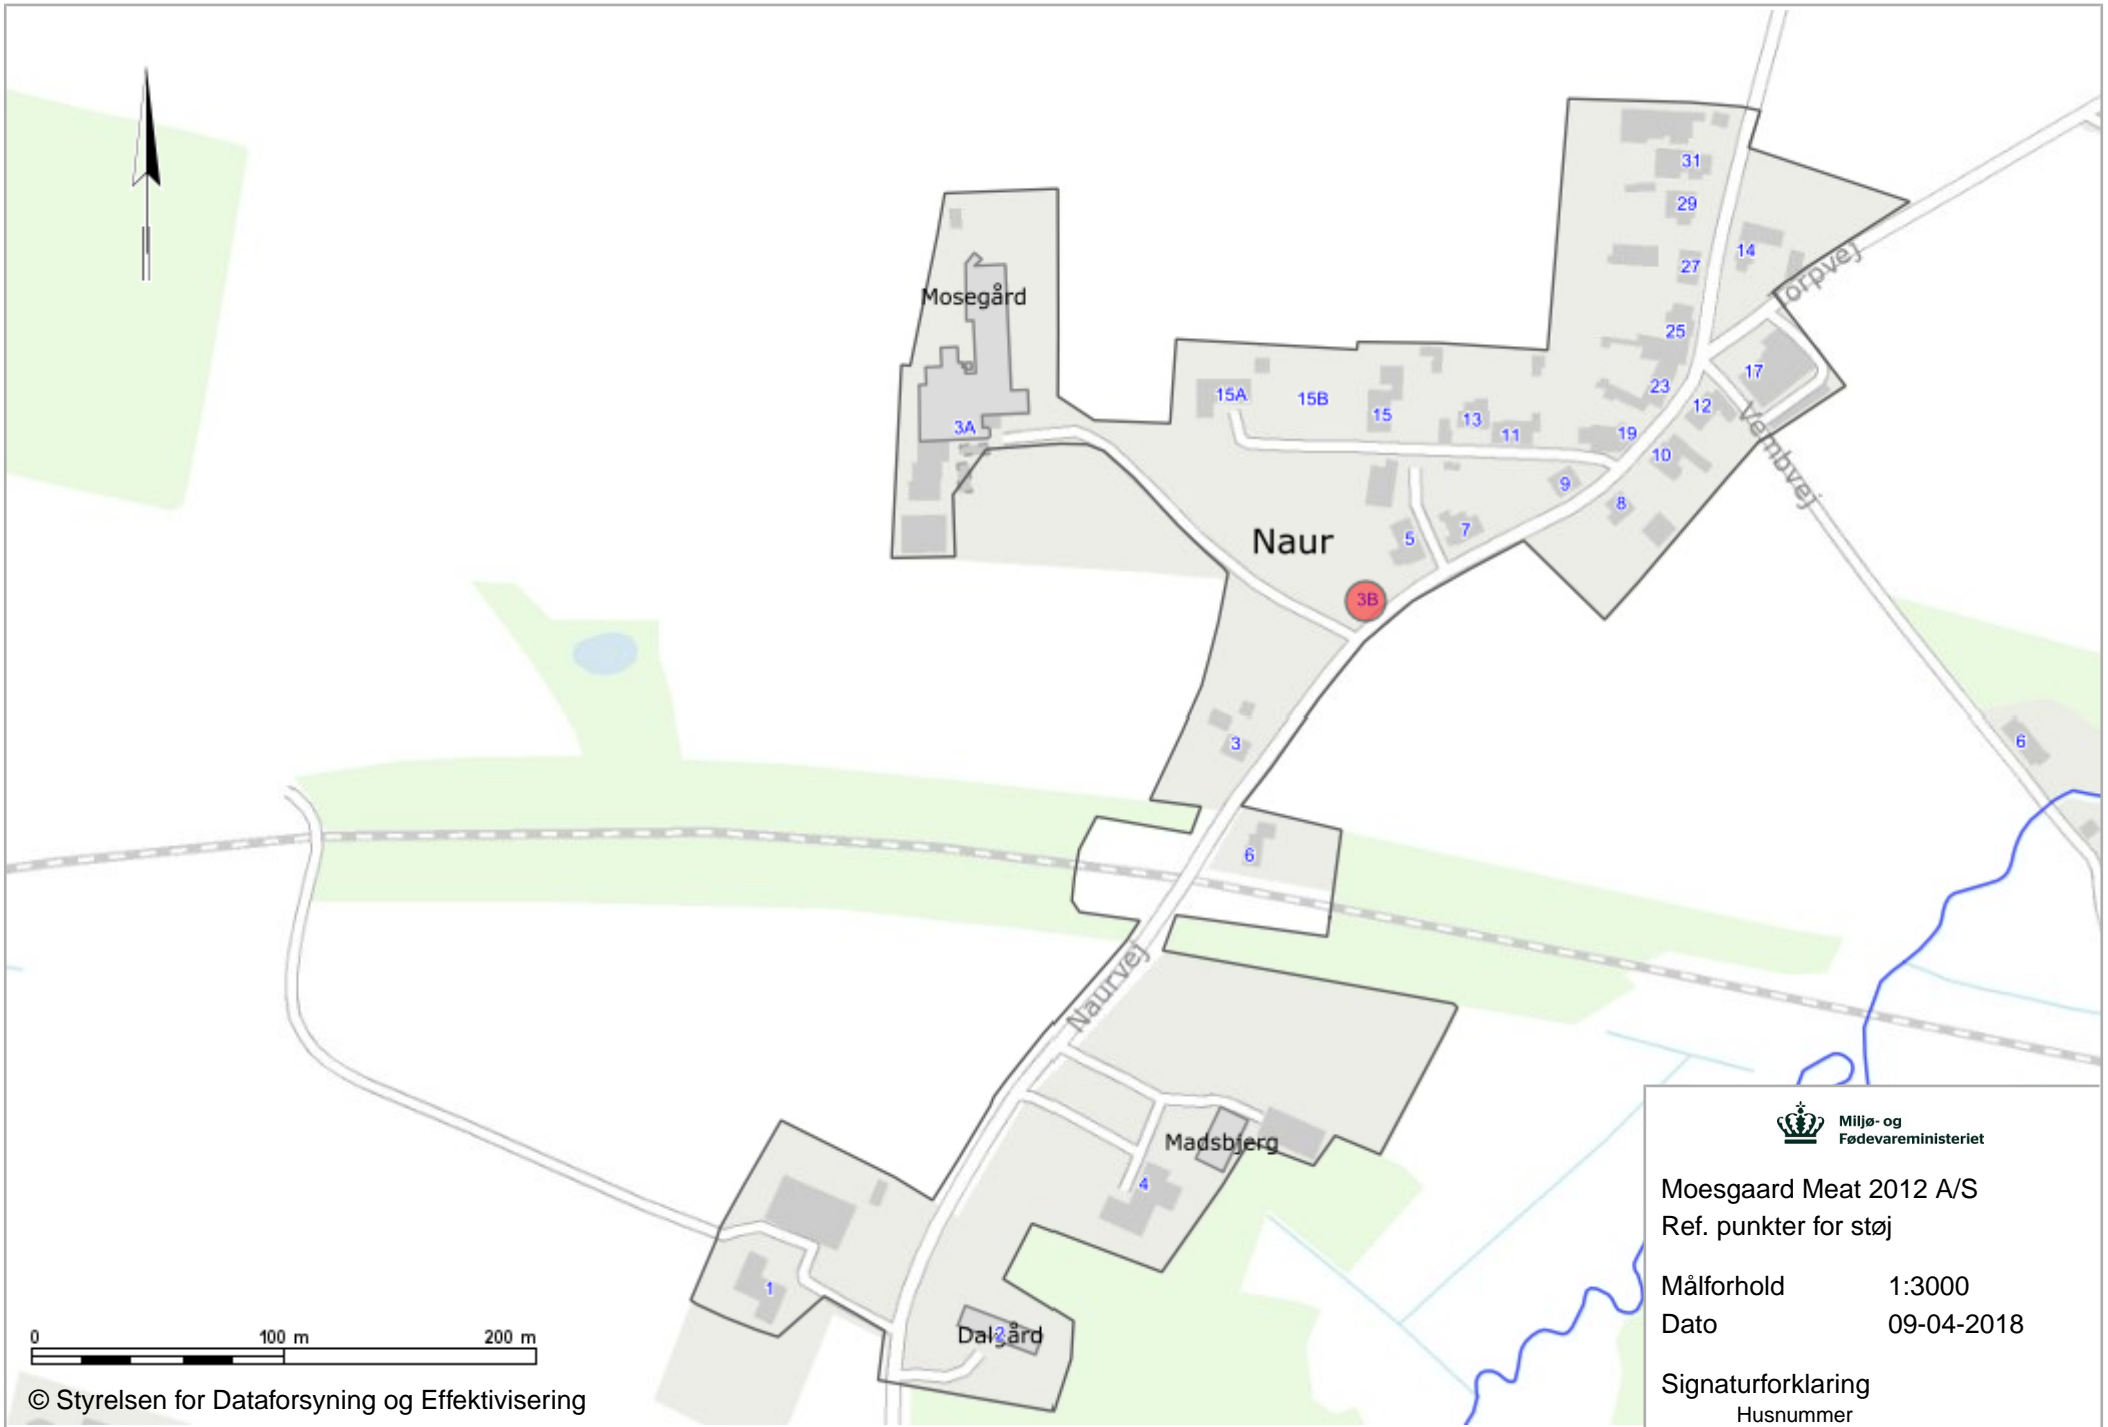 31
29
14
27
Torpvej
Mosegård
25
17
23
15A
15B
15
13
12
3A
11
19
10
Vembvej
9
8
7
5
Naur
3B
3
6
6
Naurvej
Madsbjerg
4
1
2
Dalgård
0 100 m 200 m
© Styrelsen for Dataforsyning og Effektivisering
Miljø- og
Fødevareministeriet
Moesgaard Meat 2012 A/S
Ref. punkter for støj
Målforhold 1:3000
Dato 09-04-2018
Signaturforklaring
Husnummer